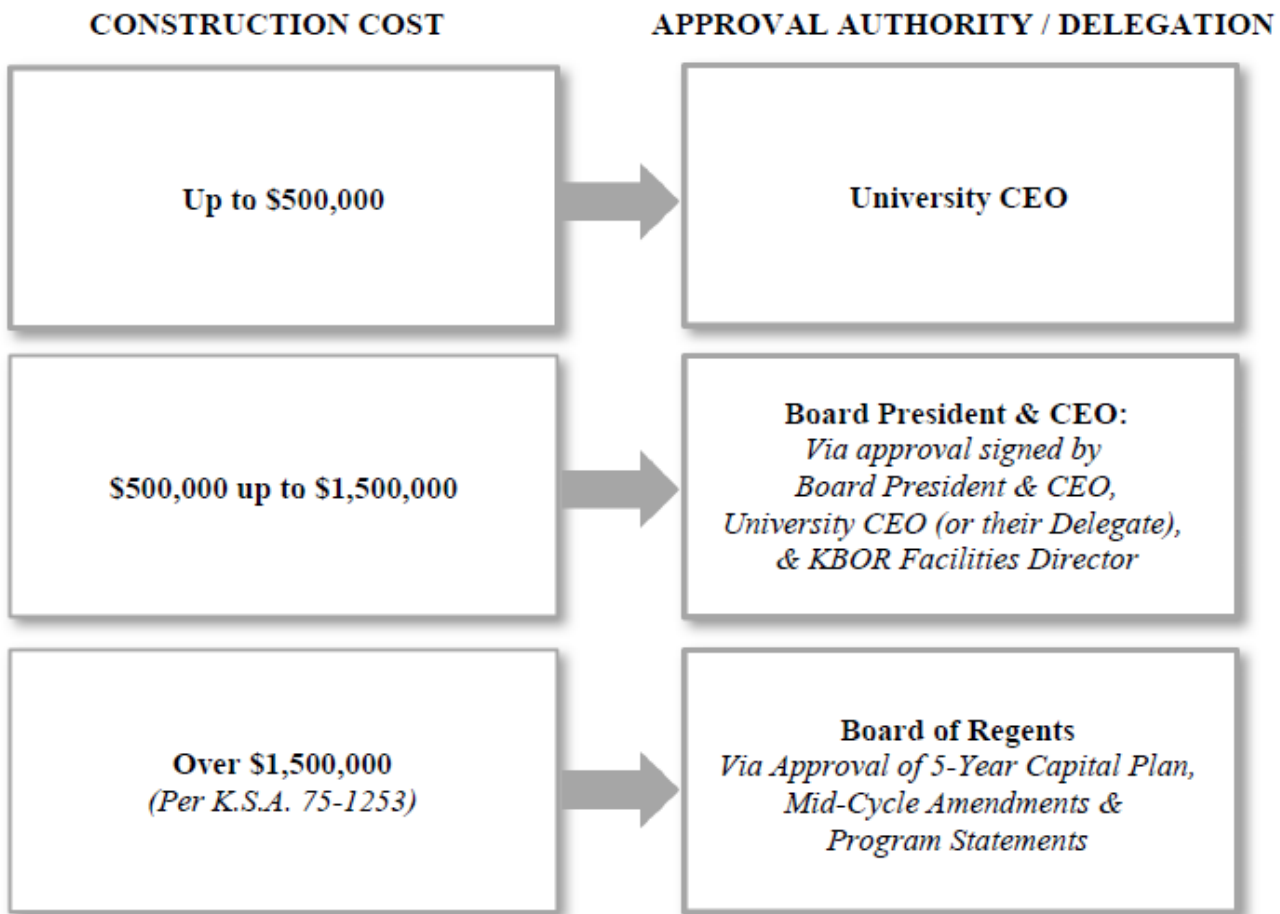 CONSTRUCTION COST
APPROVAL AUTHORITY / DELEGATION
Up to $500,000
University CEO
$500,000 up to $1,500,000
Board President & CEO:
Via approval signed by
Board President & CEO,
University CEO (or their Delegate),
& KBOR Facilities Director
Over $1,500,000
(Per K.S.A. 75-1253)
Board of Regents
Via Approval of 5-Year Capital Plan,
Mid-Cycle Amendments &
Program Statements